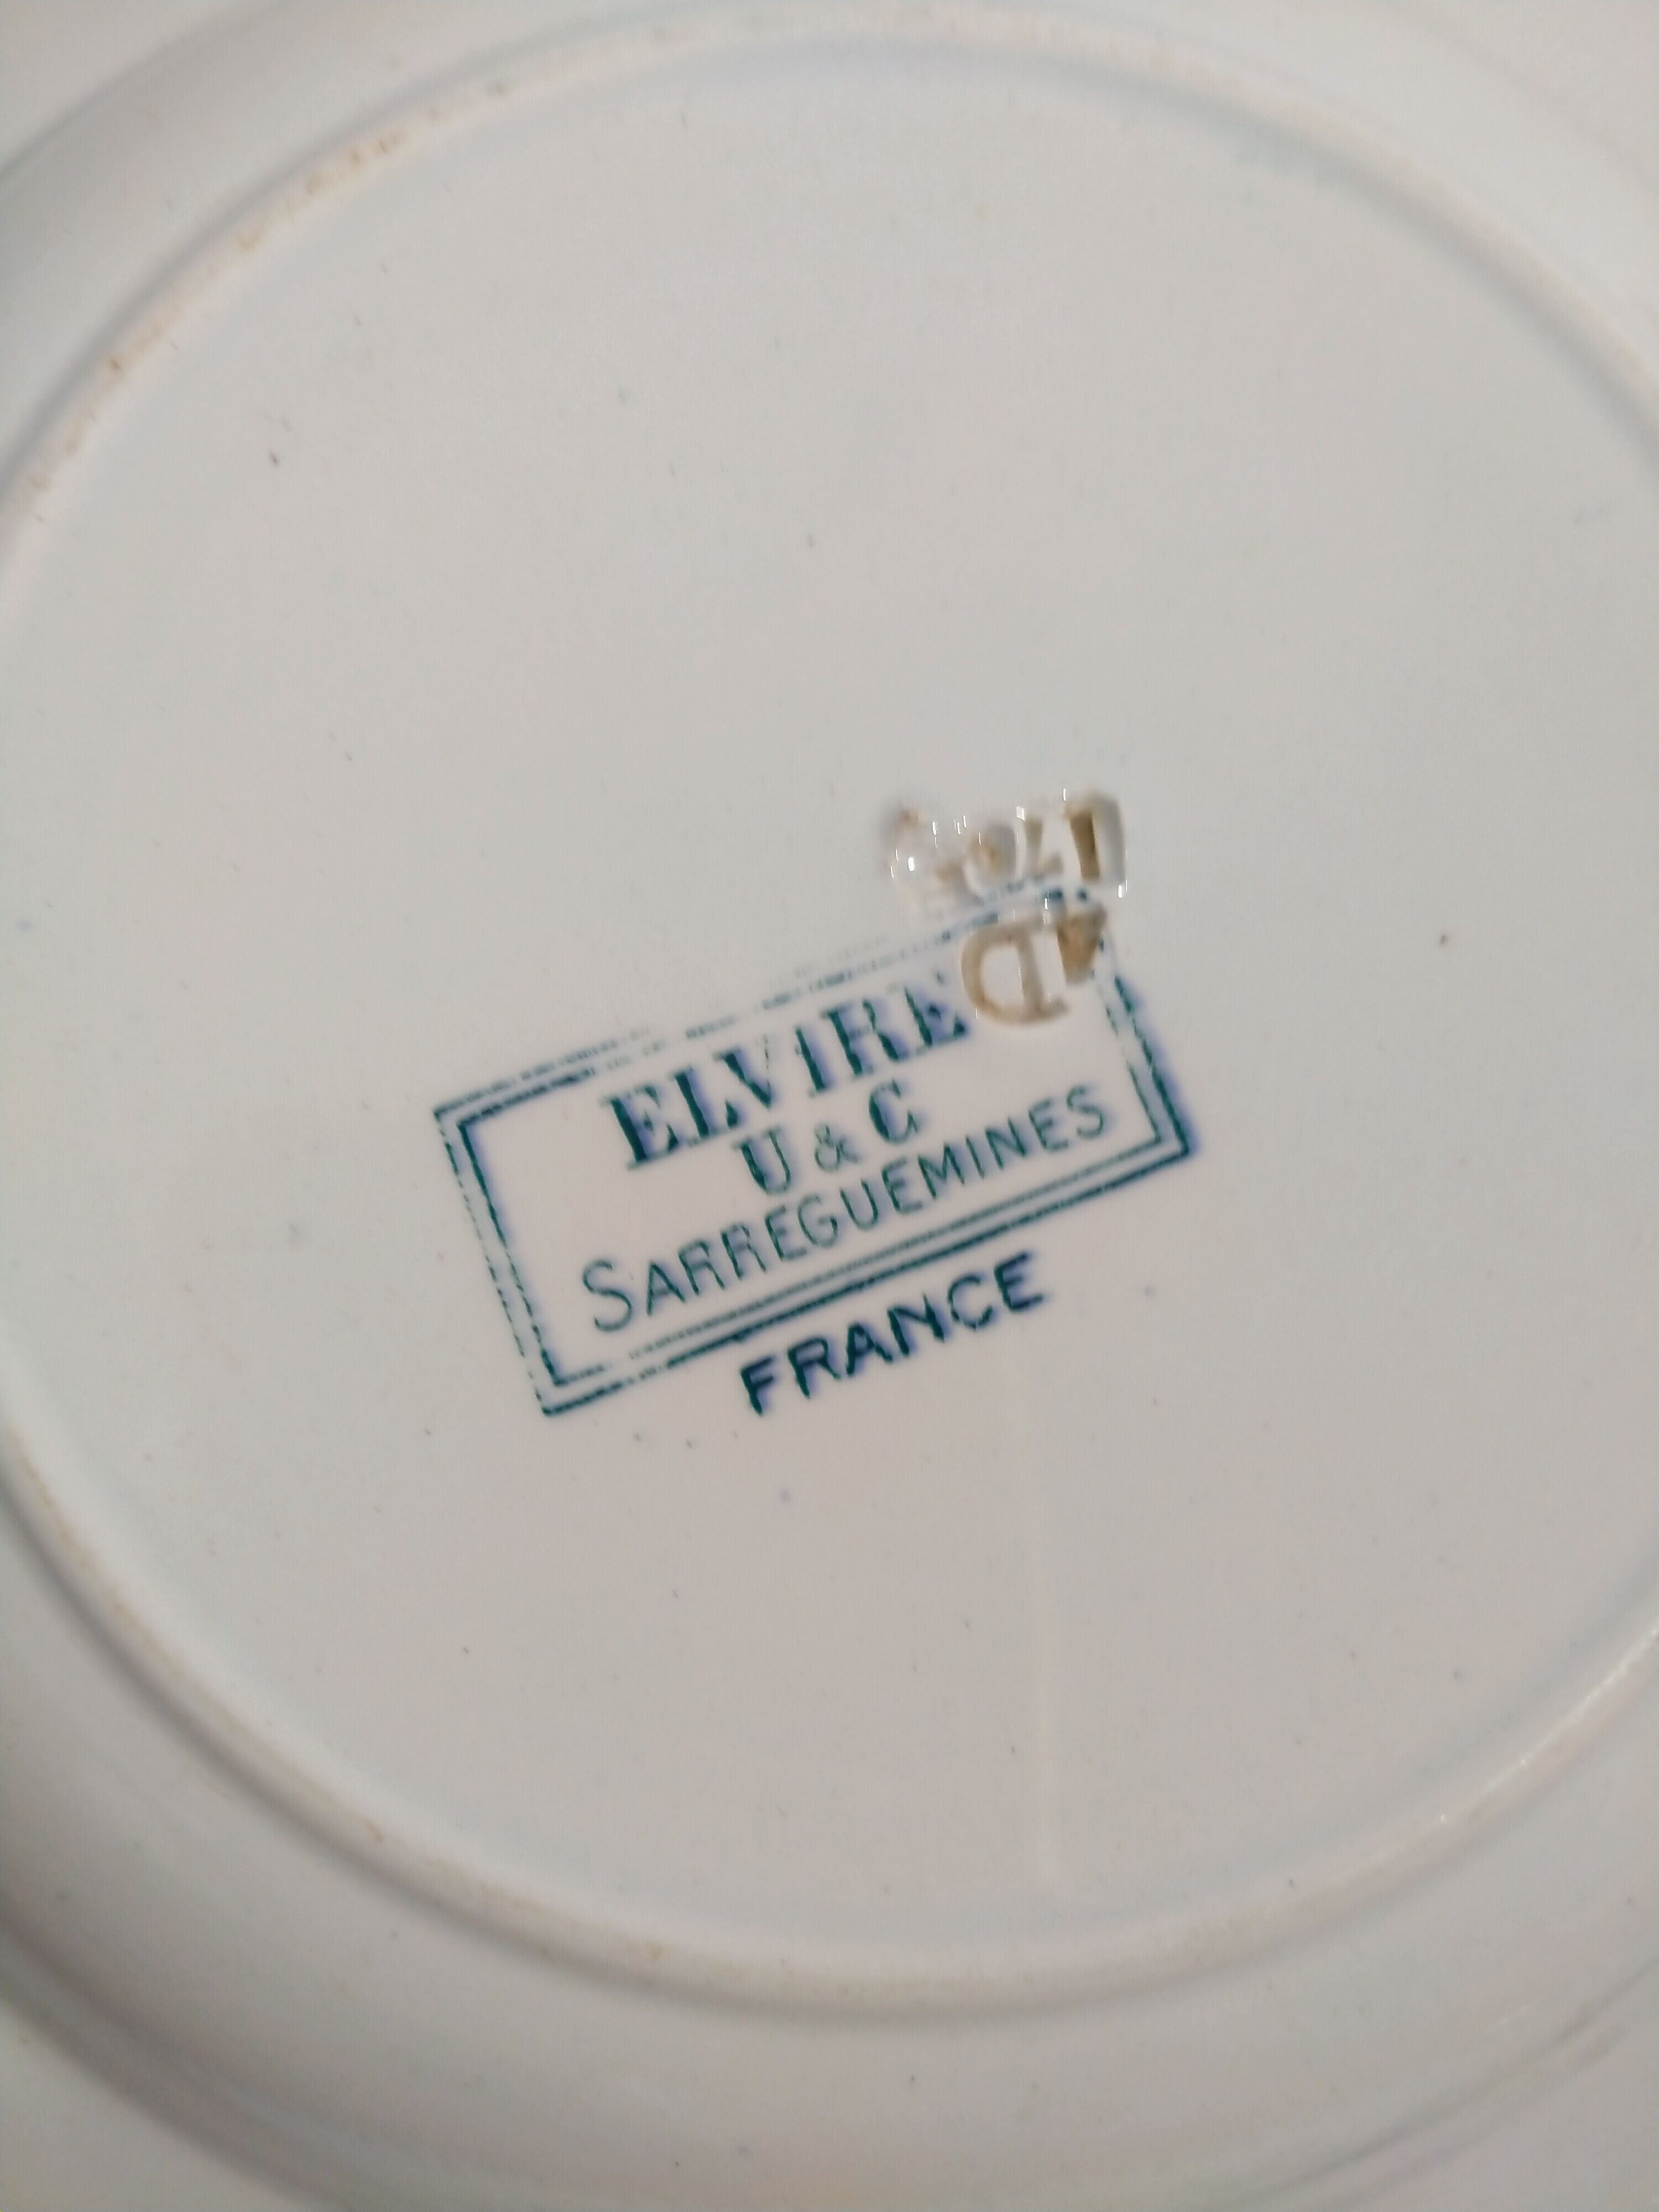 ELVIRE
U & C
SARREGUEMINES
FRANCE